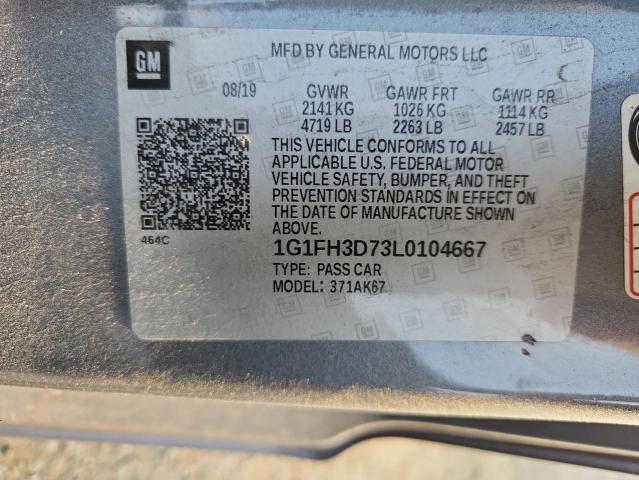 GM
MFD BY GENERAL MOTORS LLC
08/19 GVWR GAWR FRT GAWR RR
2141 KG 1026 KG 1114 KG
4719 LB 2263 LB 2457 LB
THIS VEHICLE CONFORMS TO ALL
APPLICABLE U.S. FEDERAL MOTOR
VEHICLE SAFETY, BUMPER, AND THEFT
PREVENTION STANDARDS IN EFFECT ON
THE DATE OF MANUFACTURE SHOWN
ABOVE.
464C
1G1FH3D73L0104667
TYPE: PASS CAR
MODEL: 371AK67